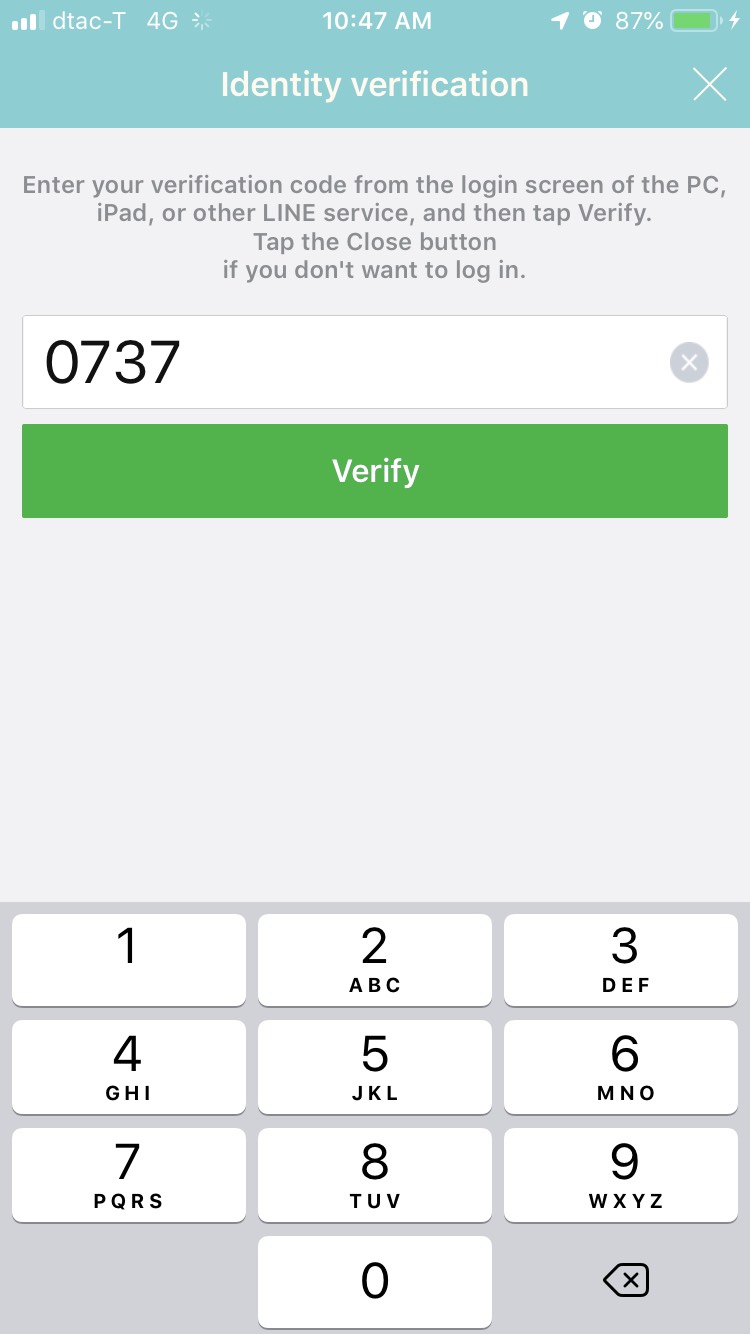 dtac-T 4G 10:47 AM 87%
Identity verification
Enter your verification code from the login screen of the PC,
iPad, or other LINE service, and then tap Verify.
Tap the Close button
if you don't want to log in.
0737
Verify
1 2 3
ABC DEF
4 5 6
GHI JKL MNO
7 8 9
PQRS TUV WXYZ
0